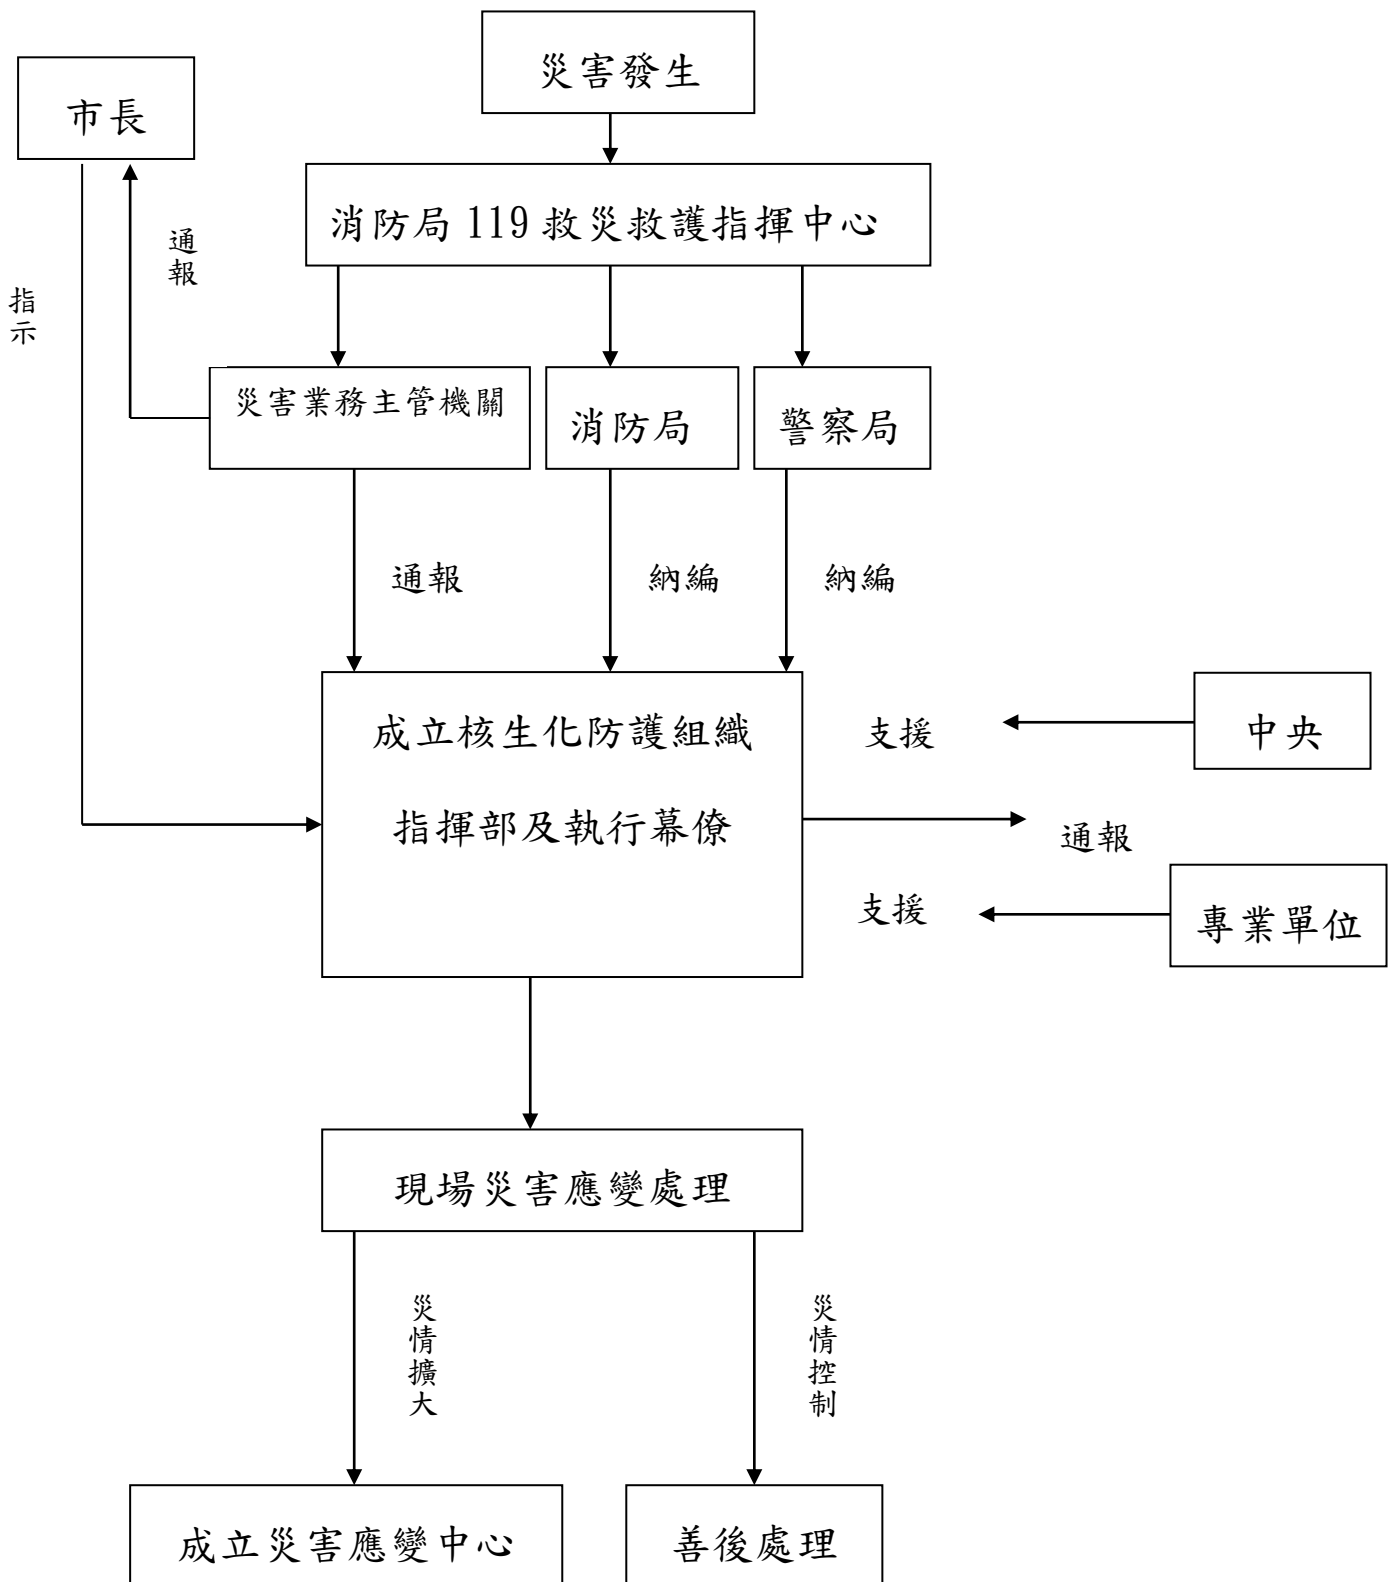 災害發生
市長
消防局 119 救災救護指揮中心
通報
指示
災害業務主管機關
消防局
警察局
通報
納編
納編
成立核生化防護組織
指揮部及執行幕僚
支援
中央
通報
支援
專業單位
現場災害應變處理
災情擴大
災情控制
成立災害應變中心
善後處理